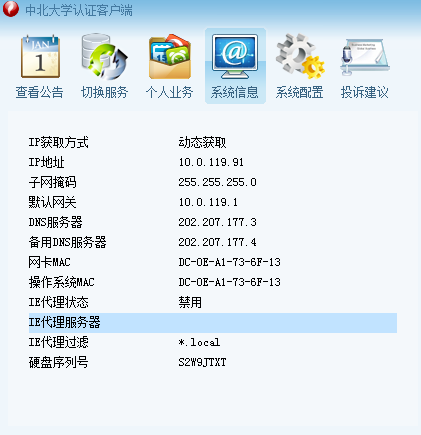 中北大学认证客户端
JAN
1
查看公告 切换服务 个人业务 系统信息 系统配置 投诉建议
IP获取方式 动态获取
IP地址 10.0.119.91
子网掩码 255.255.255.0
默认网关 10.0.119.1
DNS服务器 202.207.177.3
备用DNS服务器 202.207.177.4
网卡MAC DC-0E-A1-73-6F-13
操作系统MAC DC-0E-A1-73-6F-13
IE代理状态 禁用
IE代理服务器
IE代理过滤 *.local
硬盘序列号 S2W9JTXT